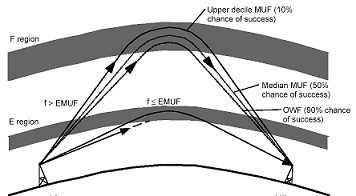 Upper decile MUF (10%
chance of success)
F region
Median MUF (50%
chance of success)
f > EMUF
f ≤ EMUF
OWF (90% chance
of success)
E region